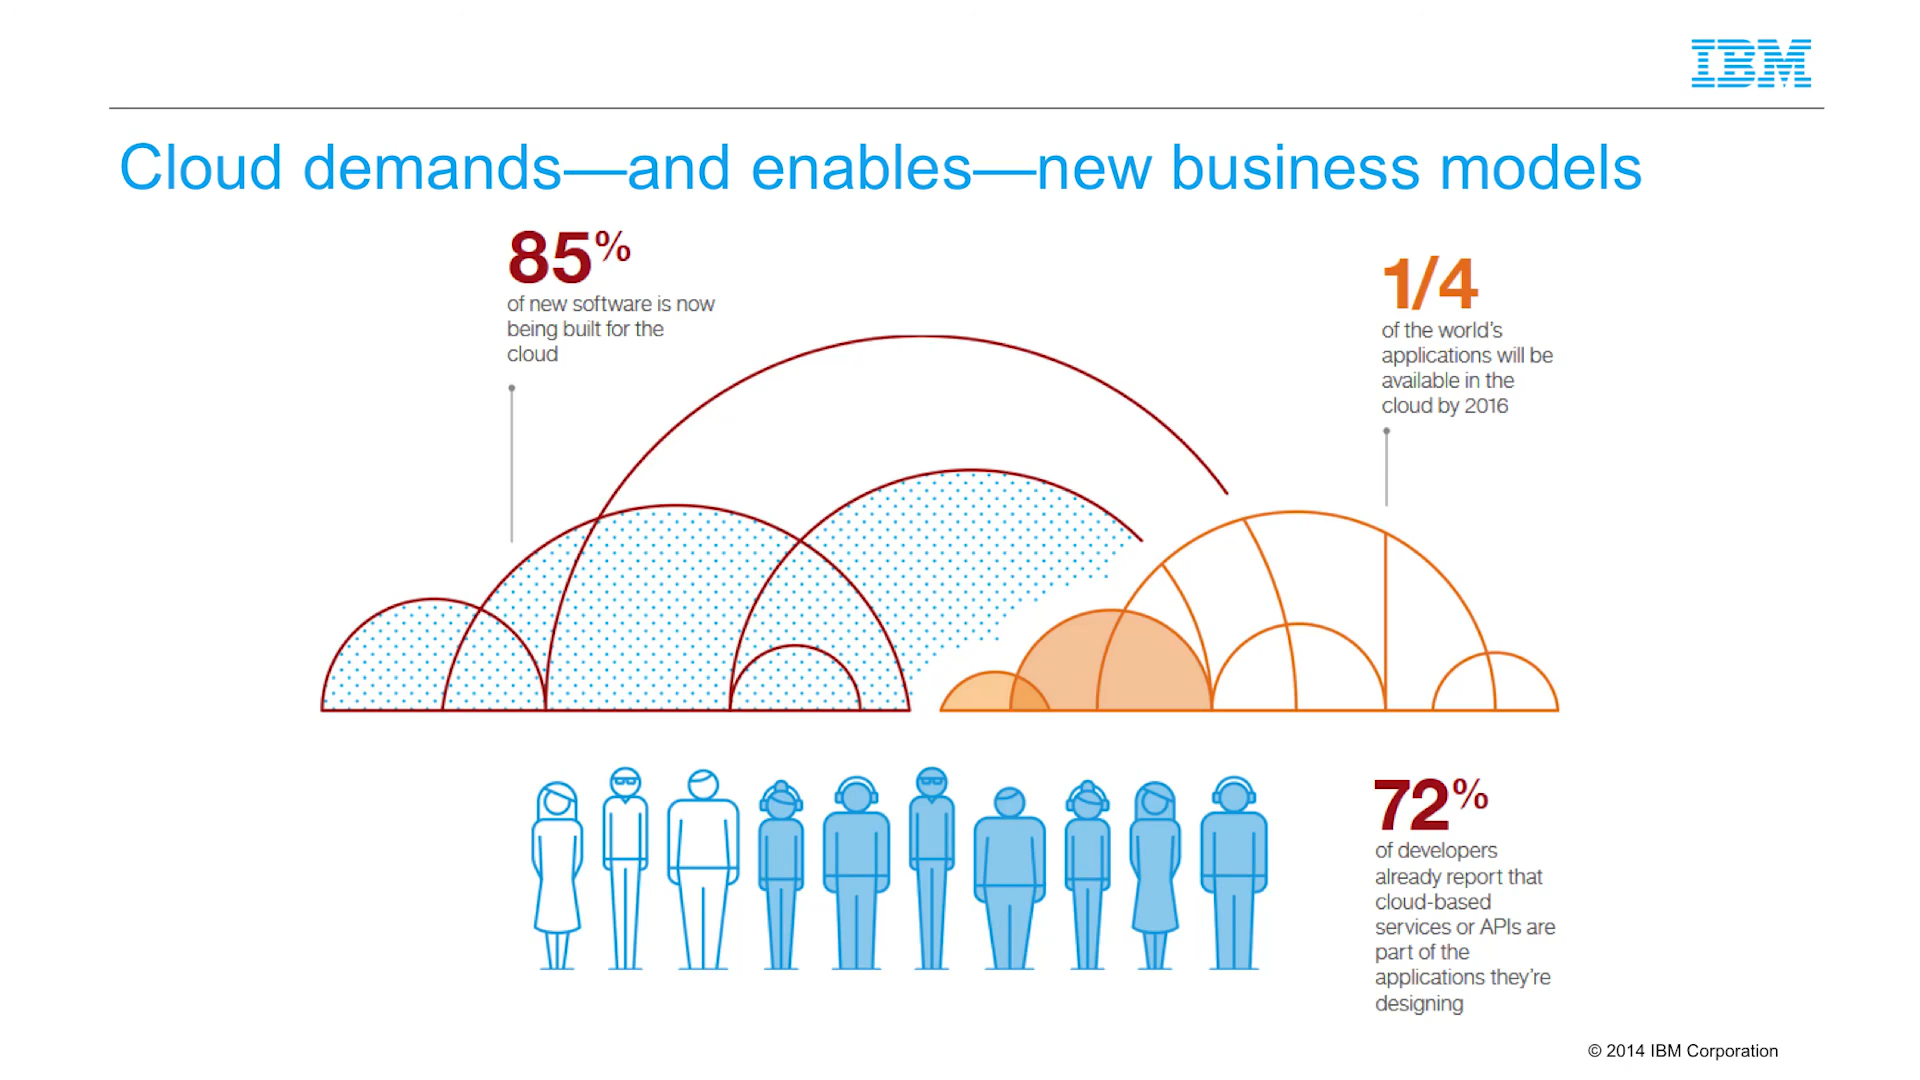 IBM
Cloud demands—and enables—new business models
85%
of new software is now
being built for the
cloud
1/4
of the world's
applications will be
available in the
cloud by 2016
72%
of developers
already report that
cloud-based
services or APIs are
part of the
applications they're
designing
© 2014 IBM Corporation